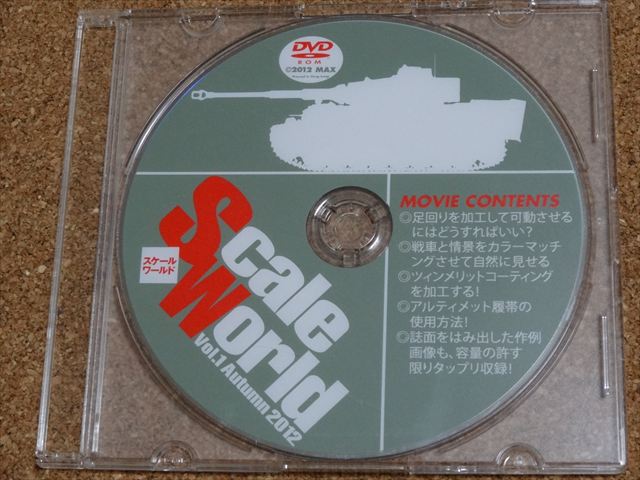 DVD
ROM
©2012 MAX
Scale
World
Vol.1 Autumn 2012
スケール
ワールド
MOVIE CONTENTS
◎足回りを加工して可動させる
にはどうすればいい?
◎戦車と情景をカラーマッチ
ングさせて自然に見せる
◎ツィンメリットコーティング
を加工する!
◎アルティメット履帯の
使用方法!
◎誌面をはみ出した作例
画像も、容量の許す
限りタップリ収録!